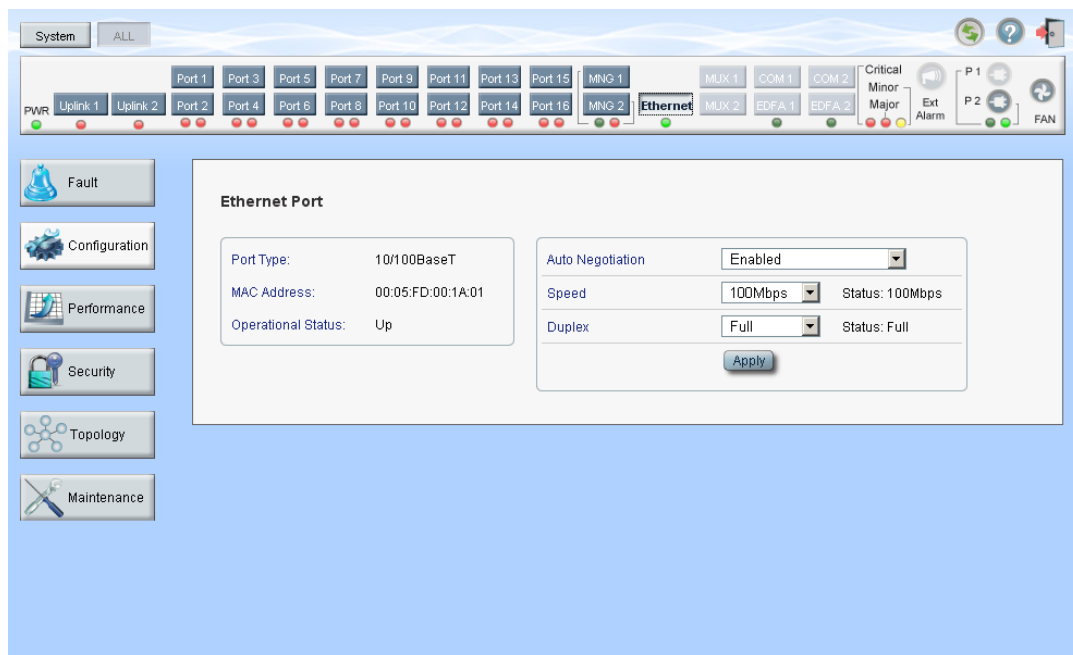 System ALL
Port 1 Port 3 Port 5 Port 7 Port 9 Port 11 Port 13 Port 15 MNG 1 MUX 1 COM 1 COM 2 Critical P 1
Minor
PWR Uplink 1 Uplink 2 Port 2 Port 4 Port 6 Port 8 Port 10 Port 12 Port 14 Port 16 MNG 2 Ethernet MUX 2 EDFA 1 EDFA 2 Major Ext Alarm P 2 FAN
Fault
Configuration
Performance
Security
Topology
Maintenance
Ethernet Port
Port Type: 10/100BaseT
MAC Address: 00:05:FD:00:1A:01
Operational Status: Up
Auto Negotiation Enabled
Speed 100Mbps Status: 100Mbps
Duplex Full Status: Full
Apply